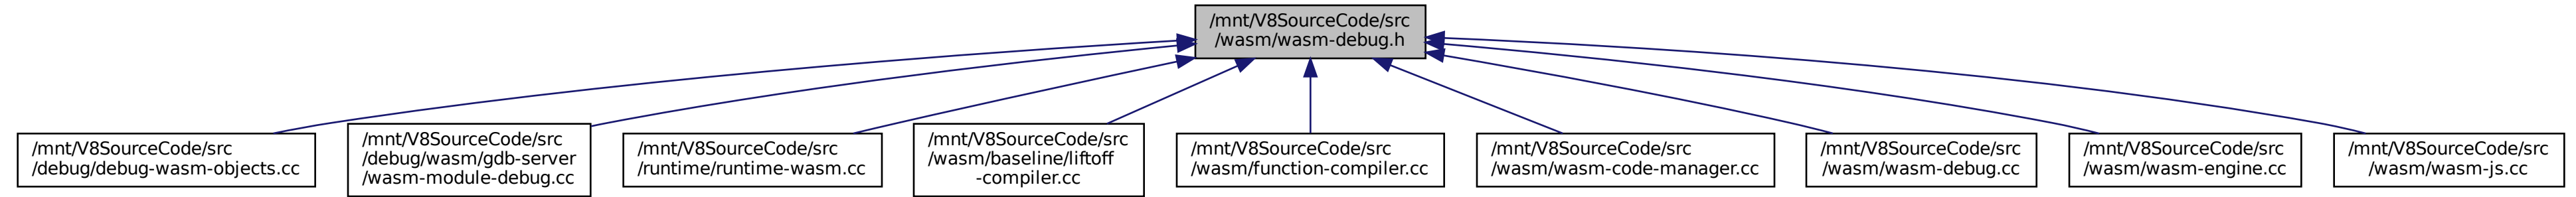 /mnt/V8SourceCode/src
/wasm/wasm-debug.h
/mnt/V8SourceCode/src
/debug/debug-wasm-objects.cc
/mnt/V8SourceCode/src
/debug/wasm/gdb-server
/wasm-module-debug.cc
/mnt/V8SourceCode/src
/runtime/runtime-wasm.cc
/mnt/V8SourceCode/src
/wasm/baseline/liftoff
-compiler.cc
/mnt/V8SourceCode/src
/wasm/function-compiler.cc
/mnt/V8SourceCode/src
/wasm/wasm-code-manager.cc
/mnt/V8SourceCode/src
/wasm/wasm-debug.cc
/mnt/V8SourceCode/src
/wasm/wasm-engine.cc
/mnt/V8SourceCode/src
/wasm/wasm-js.cc